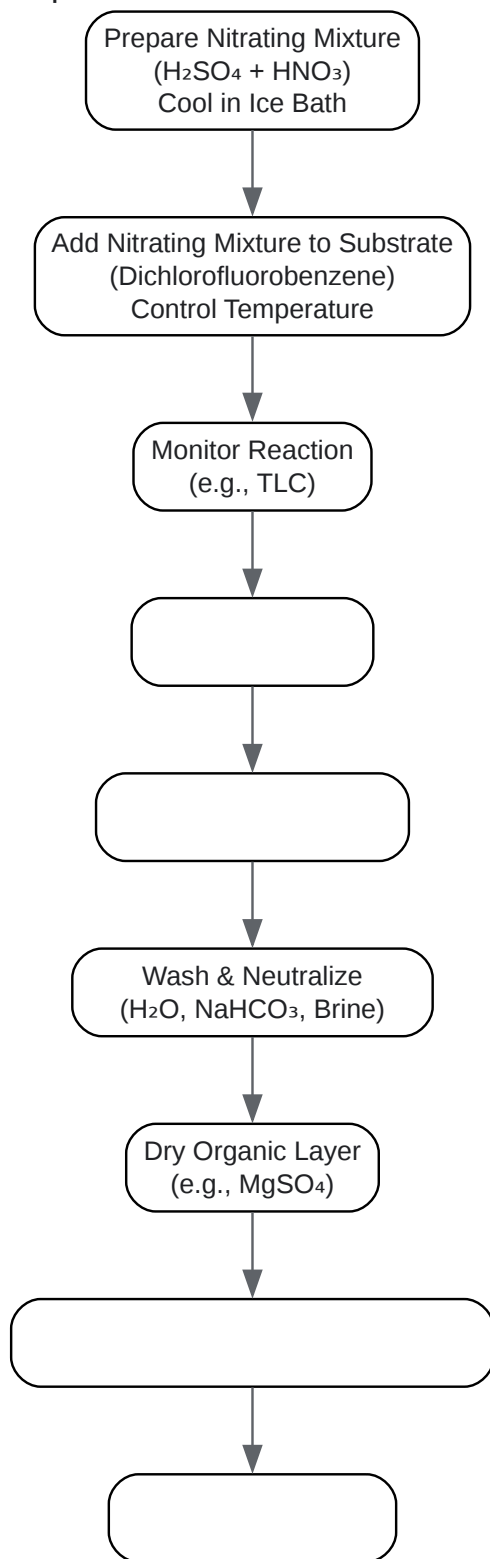 Prepare Nitrating Mixture
(H₂SO₄ + HNO₃)
Cool in Ice Bath
Add Nitrating Mixture to Substrate
(Dichlorofluorobenzene)
Control Temperature
Monitor Reaction
(e.g., TLC)
Wash & Neutralize
(H₂O, NaHCO₃, Brine)
Dry Organic Layer
(e.g., MgSO₄)